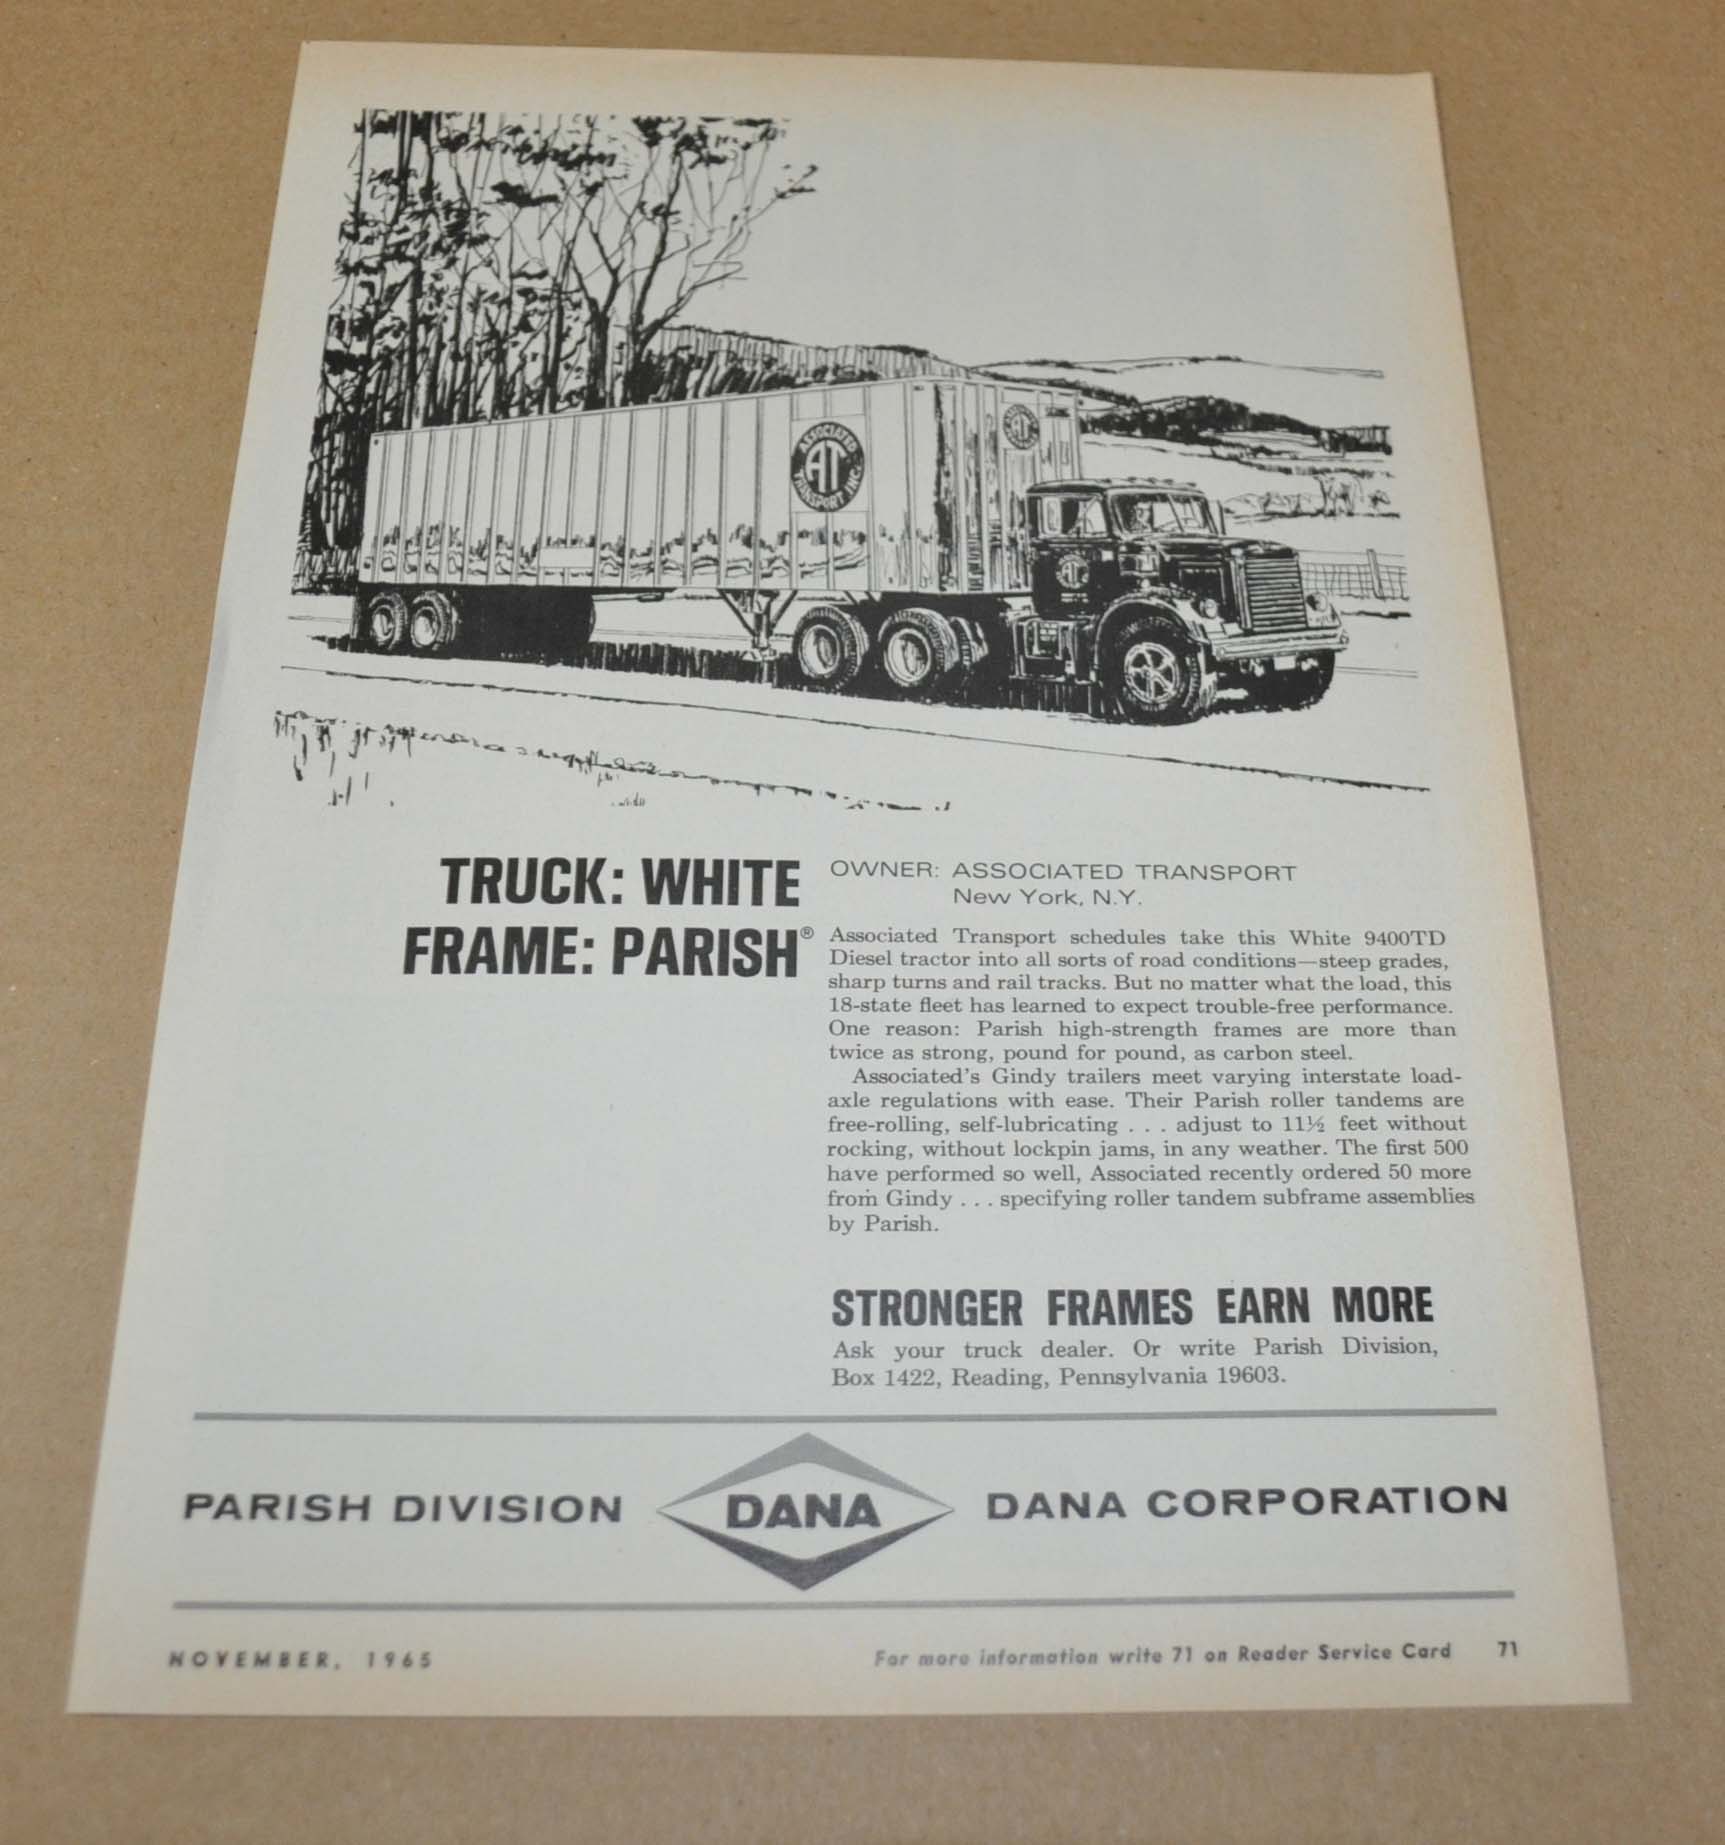 ASSOCIATED
AT
TRANSPORT INC.
AT
TRUCK: WHITE
FRAME: PARISH®
OWNER: ASSOCIATED TRANSPORT
New York, N.Y.
Associated Transport schedules take this White 9400TD
Diesel tractor into all sorts of road conditions—steep grades,
sharp turns and rail tracks. But no matter what the load, this
18-state fleet has learned to expect trouble-free performance.
One reason: Parish high-strength frames are more than
twice as strong, pound for pound, as carbon steel.
Associated's Gindy trailers meet varying interstate load-
axle regulations with ease. Their Parish roller tandems are
free-rolling, self-lubricating . . . adjust to 11½ feet without
rocking, without lockpin jams, in any weather. The first 500
have performed so well, Associated recently ordered 50 more
from Gindy . . . specifying roller tandem subframe assemblies
by Parish.
STRONGER FRAMES EARN MORE
Ask your truck dealer. Or write Parish Division,
Box 1422, Reading, Pennsylvania 19603.
PARISH DIVISION
DANA
DANA CORPORATION
NOVEMBER, 1965
For more information write 71 on Reader Service Card
71